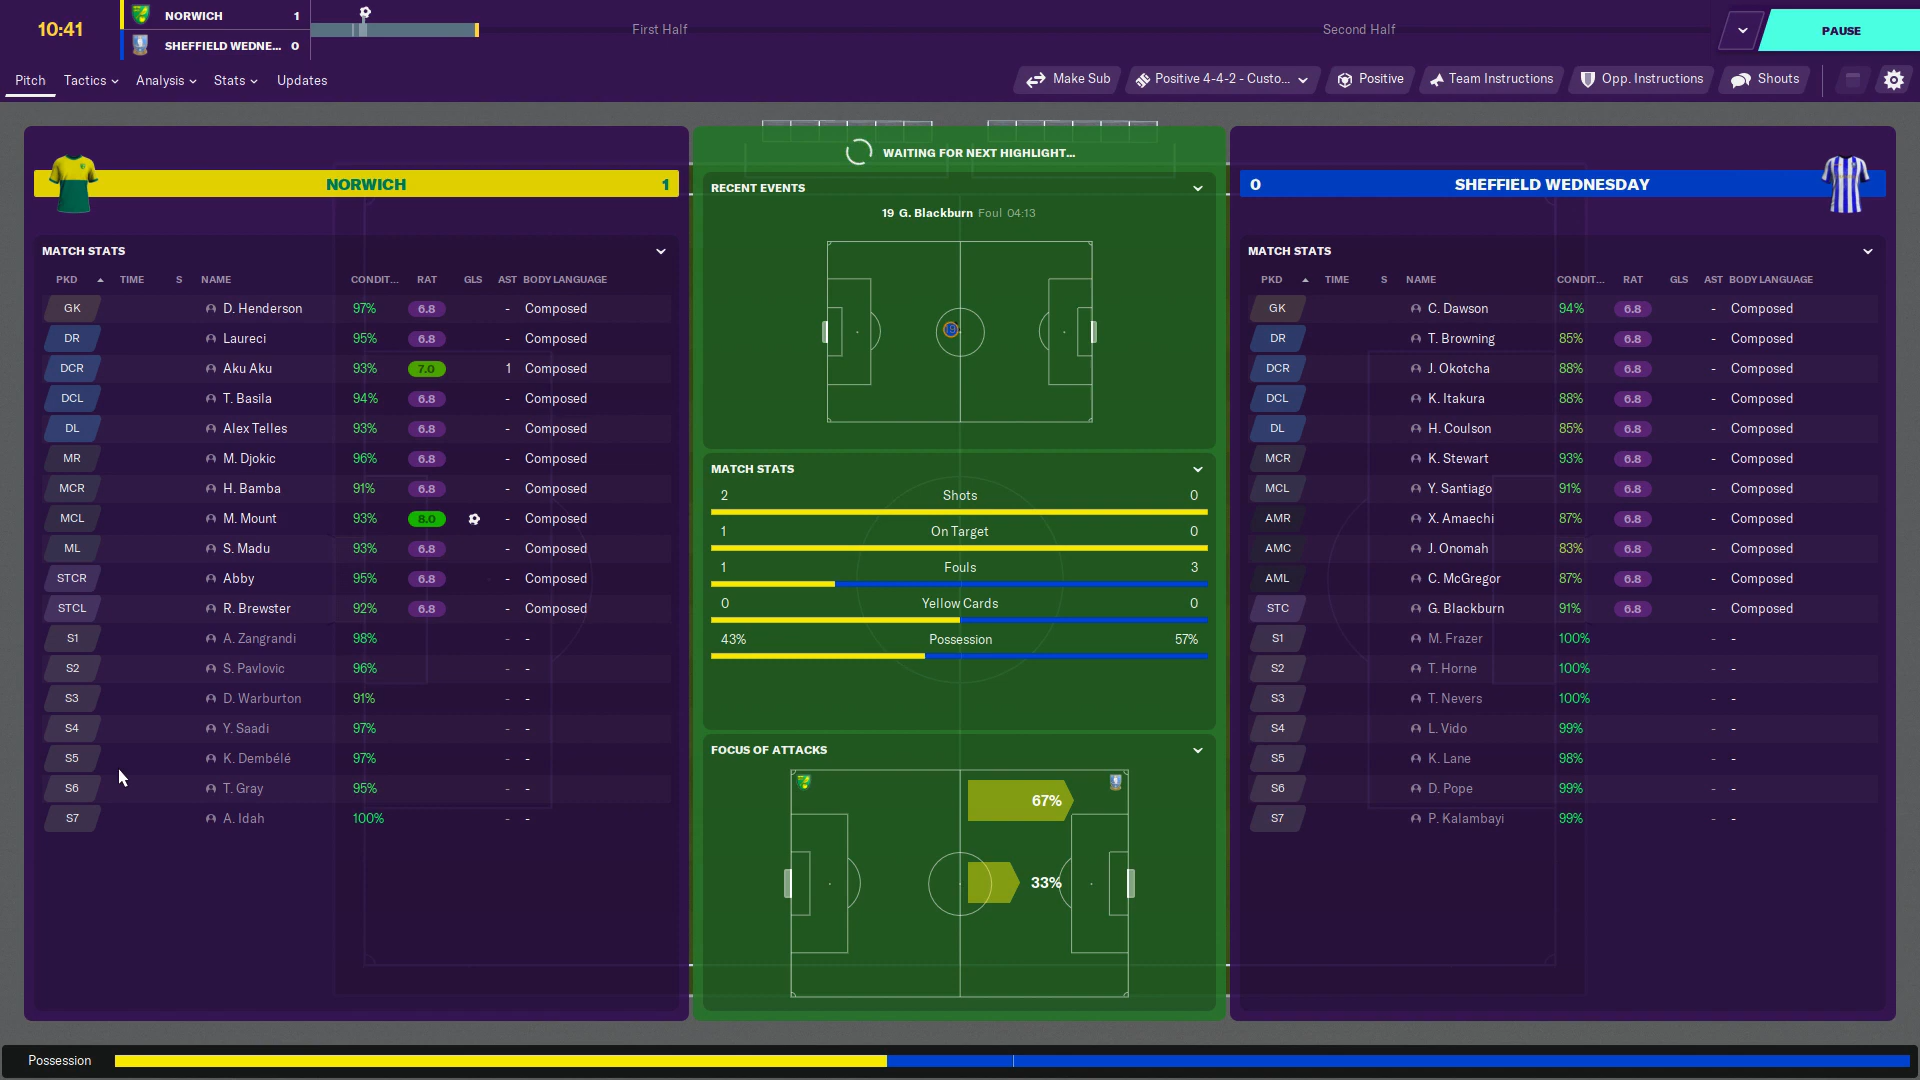 10:41
NORWICH 1
SHEFFIELD WEDNE... 0
First Half
Second Half
PAUSE
Pitch Tactics Analysis Stats Updates
Make Sub Positive 4-4-2 - Custo... Positive Team Instructions Opp. Instructions Shouts
NORWICH 1
MATCH STATS
PKD TIME S NAME CONDIT... RAT GLS AST BODY LANGUAGE
GK D. Henderson 97% 6.8 - Composed
DR Laureci 95% 6.8 - Composed
DCR Aku Aku 93% 7.0 1 Composed
DCL T. Basila 94% 6.8 - Composed
DL Alex Telles 93% 6.8 - Composed
MR M. Djokic 96% 6.8 - Composed
MCR H. Bamba 91% 6.8 - Composed
MCL M. Mount 93% 8.0 - Composed
ML S. Madu 93% 6.8 - Composed
STCR Abby 95% 6.8 - Composed
STCL R. Brewster 92% 6.8 - Composed
S1 A. Zangrandi 98% - -
S2 S. Pavlovic 96% - -
S3 D. Warburton 91% - -
S4 Y. Saadi 97% - -
S5 K. Dembélé 97% - -
S6 T. Gray 95% - -
S7 A. Idah 100% - -
WAITING FOR NEXT HIGHLIGHT...
RECENT EVENTS
19 G. Blackburn Foul 04:13
19
MATCH STATS
2 Shots 0
1 On Target 0
1 Fouls 3
0 Yellow Cards 0
43% Possession 57%
FOCUS OF ATTACKS
67%
33%
0 SHEFFIELD WEDNESDAY
MATCH STATS
PKD TIME S NAME CONDIT... RAT GLS AST BODY LANGUAGE
GK C. Dawson 94% 6.8 - Composed
DR T. Browning 85% 6.8 - Composed
DCR J. Okotcha 88% 6.8 - Composed
DCL K. Itakura 88% 6.8 - Composed
DL H. Coulson 85% 6.8 - Composed
MCR K. Stewart 93% 6.8 - Composed
MCL Y. Santiago 91% 6.8 - Composed
AMR X. Amaechi 87% 6.8 - Composed
AMC J. Onomah 83% 6.8 - Composed
AML C. McGregor 87% 6.8 - Composed
STC G. Blackburn 91% 6.8 - Composed
S1 M. Frazer 100% - -
S2 T. Horne 100% - -
S3 T. Nevers 100% - -
S4 L. Vido 99% - -
S5 K. Lane 98% - -
S6 D. Pope 99% - -
S7 P. Kalambayi 99% - -
Possession